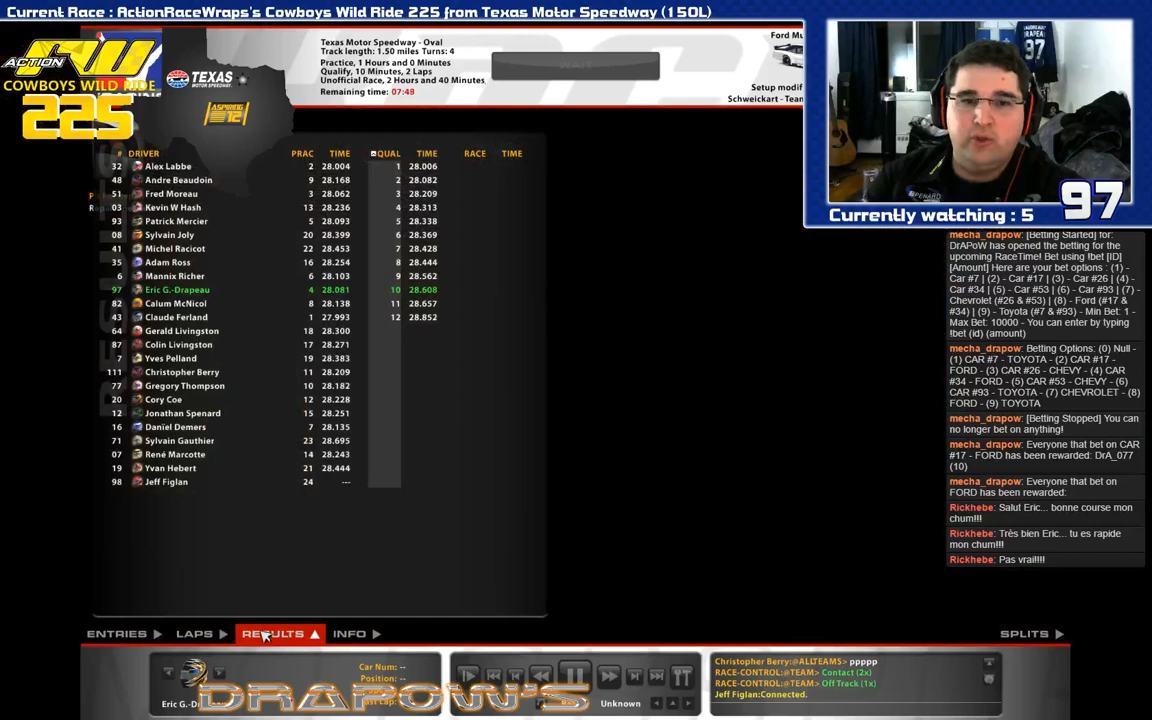 Current Race : ActionRaceWraps's Cowboys Wild Ride 225 from Texas Motor Speedway (150L)
ACTION RW
COWBOYS WILD RIDE
225
TEXAS
MOTOR SPEEDWAY
ASPIRING
12
Texas Motor Speedway - Oval
Track length: 1.50 miles Turns: 4
Practice, 1 Hours and 0 Minutes
Qualify, 10 Minutes, 2 Laps
Unofficial Race, 2 Hours and 40 Minutes
Remaining time: 07:49
WAIT
Ford Mu
Setup modif
Schweickart - Team
97
Currently watching : 5
97
# DRIVER PRAC TIME QUAL TIME RACE TIME
32 Alex Labbe 2 28.004 1 28.006
48 Andre Beaudoin 9 28.168 2 28.082
51 Fred Moreau 3 28.062 3 28.209
03 Kevin W Hash 13 28.236 4 28.313
93 Patrick Mercier 5 28.093 5 28.338
08 Sylvain Joly 20 28.399 6 28.369
41 Michel Racicot 22 28.453 7 28.428
35 Adam Ross 16 28.254 8 28.444
6 Mannix Richer 6 28.103 9 28.562
97 Eric G.-Drapeau 4 28.081 10 28.608
82 Calum McNicol 8 28.138 11 28.657
43 Claude Ferland 1 27.993 12 28.852
64 Gerald Livingston 18 28.300
87 Colin Livingston 17 28.271
7 Yves Pelland 19 28.383
111 Christopher Berry 11 28.209
77 Gregory Thompson 10 28.182
20 Cory Coe 12 28.228
12 Jonathan Spenard 15 28.251
16 Danïel Demers 7 28.135
71 Sylvain Gauthier 23 28.695
07 René Marcotte 14 28.243
19 Yvan Hebert 21 28.444
98 Jeff Figlan 24 ---
mecha_drapow: [Betting Started] for:
DrAPoW has opened the betting for the
upcoming RaceTime! Bet using !bet [ID]
[Amount] Here are your bet options : (1) -
Car #7 | (2) - Car #17 | (3) - Car #26 | (4) -
Car #34 | (5) - Car #53 | (6) - Car #93 | (7) -
Chevrolet (#26 & #53) | (8) - Ford (#17 &
#34) | (9) - Toyota (#7 & #93) - Min Bet: 1 -
Max Bet: 10000 - You can enter by typing
!bet (id) (amount)
mecha_drapow: Betting Options: (0) Null -
(1) CAR #7 - TOYOTA - (2) CAR #17 -
FORD - (3) CAR #26 - CHEVY - (4) CAR
#34 - FORD - (5) CAR #53 - CHEVY - (6)
CAR #93 - TOYOTA - (7) CHEVROLET - (8)
FORD - (9) TOYOTA
mecha_drapow: [Betting Stopped] You can
no longer bet on anything!
mecha_drapow: Everyone that bet on CAR
#17 - FORD has been rewarded: DrA_077
(10)
mecha_drapow: Everyone that bet on
FORD has been rewarded:
Rickhebe: Salut Eric... bonne course mon
chum!!!
Rickhebe: Très bien Eric... tu es rapide
mon chum!!!
Rickhebe: Pas vrai!!!!
ENTRIES LAPS RESULTS INFO SPLITS
Car Num: --
Position: --
Eric G.-Dr
DRAPOW'S
Unknown
Christopher Berry:@ALLTEAMS> ppppp
RACE-CONTROL:@TEAM> Contact (2x)
RACE-CONTROL:@TEAM> Off Track (1x)
Jeff Figlan:Connected.